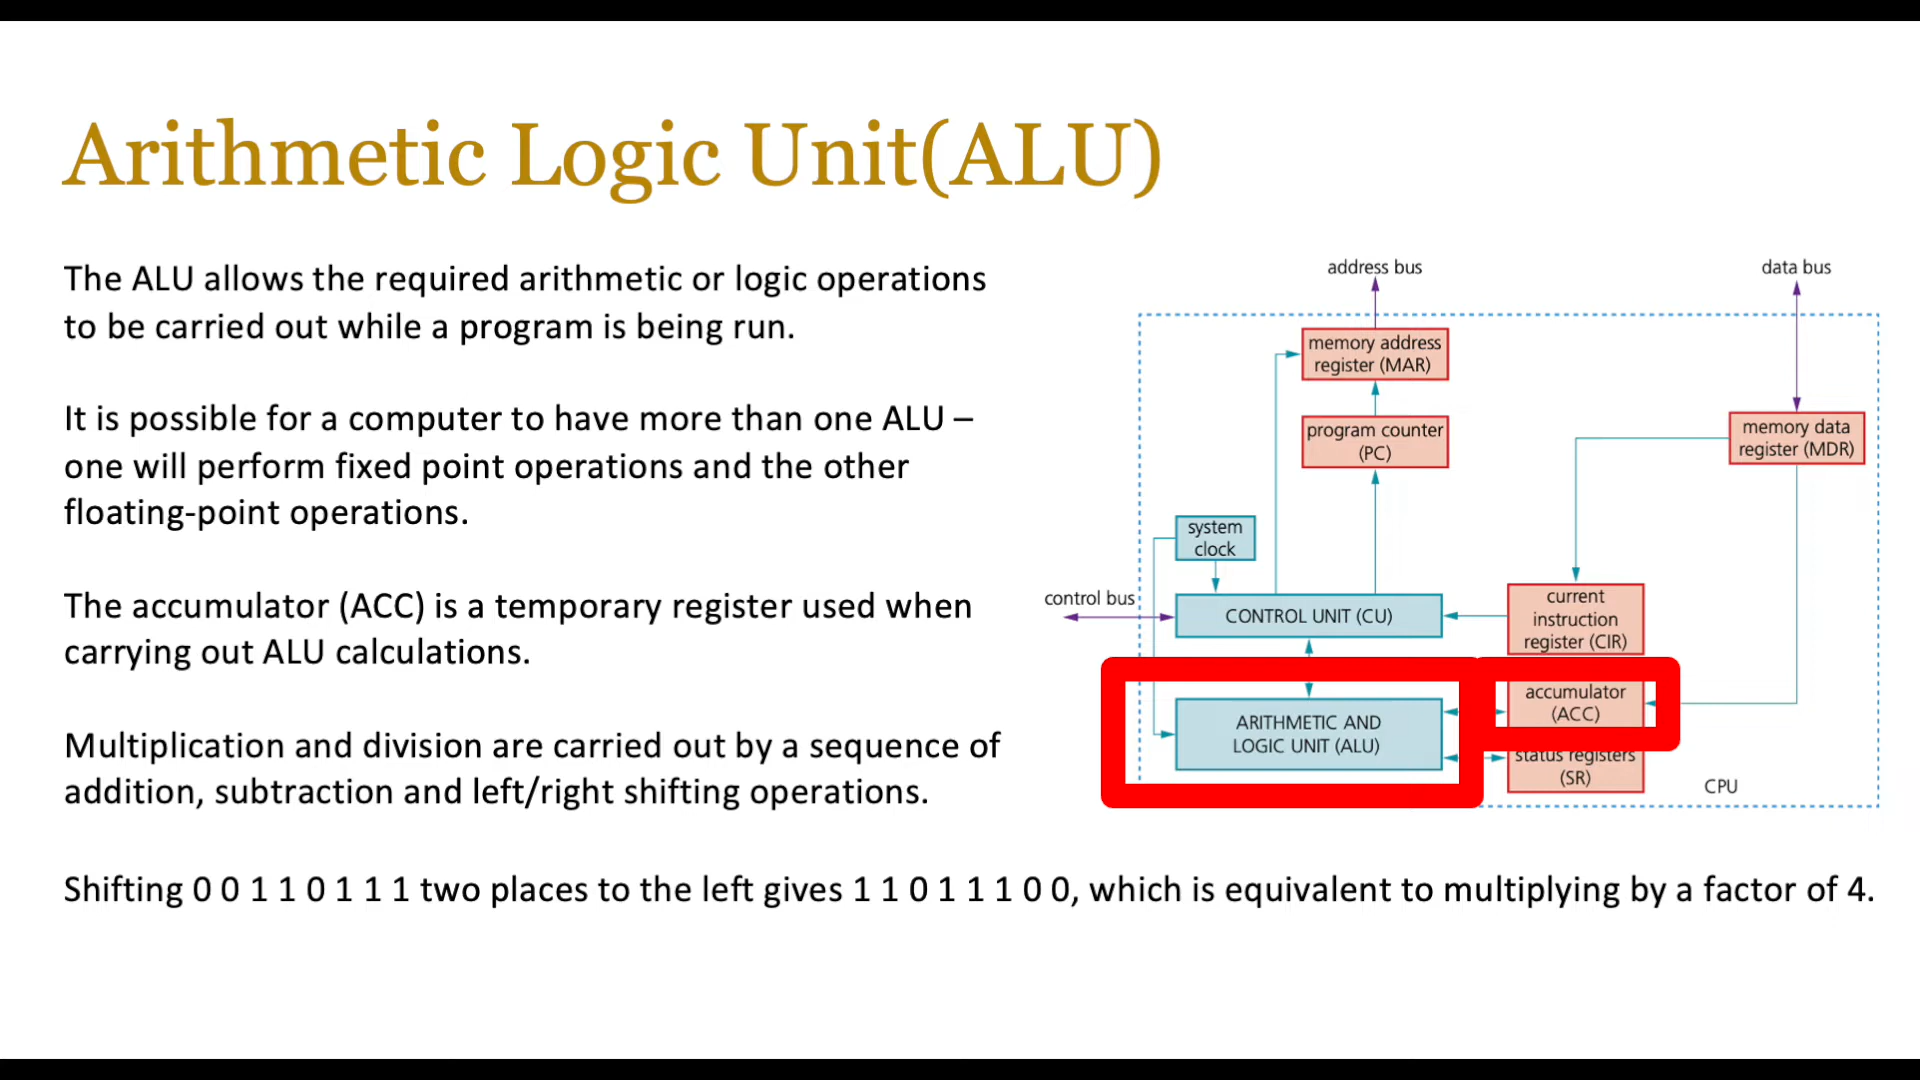 Arithmetic Logic Unit(ALU)
The ALU allows the required arithmetic or logic operations
to be carried out while a program is being run.
It is possible for a computer to have more than one ALU –
one will perform fixed point operations and the other
floating-point operations.
The accumulator (ACC) is a temporary register used when
carrying out ALU calculations.
Multiplication and division are carried out by a sequence of
addition, subtraction and left/right shifting operations.
Shifting 0 0 1 1 0 1 1 1 two places to the left gives 1 1 0 1 1 1 0 0, which is equivalent to multiplying by a factor of 4.
address bus
data bus
memory address
register (MAR)
program counter
(PC)
memory data
register (MDR)
system
clock
control bus
CONTROL UNIT (CU)
current
instruction
register (CIR)
ARITHMETIC AND
LOGIC UNIT (ALU)
accumulator
(ACC)
status registers
(SR)
CPU